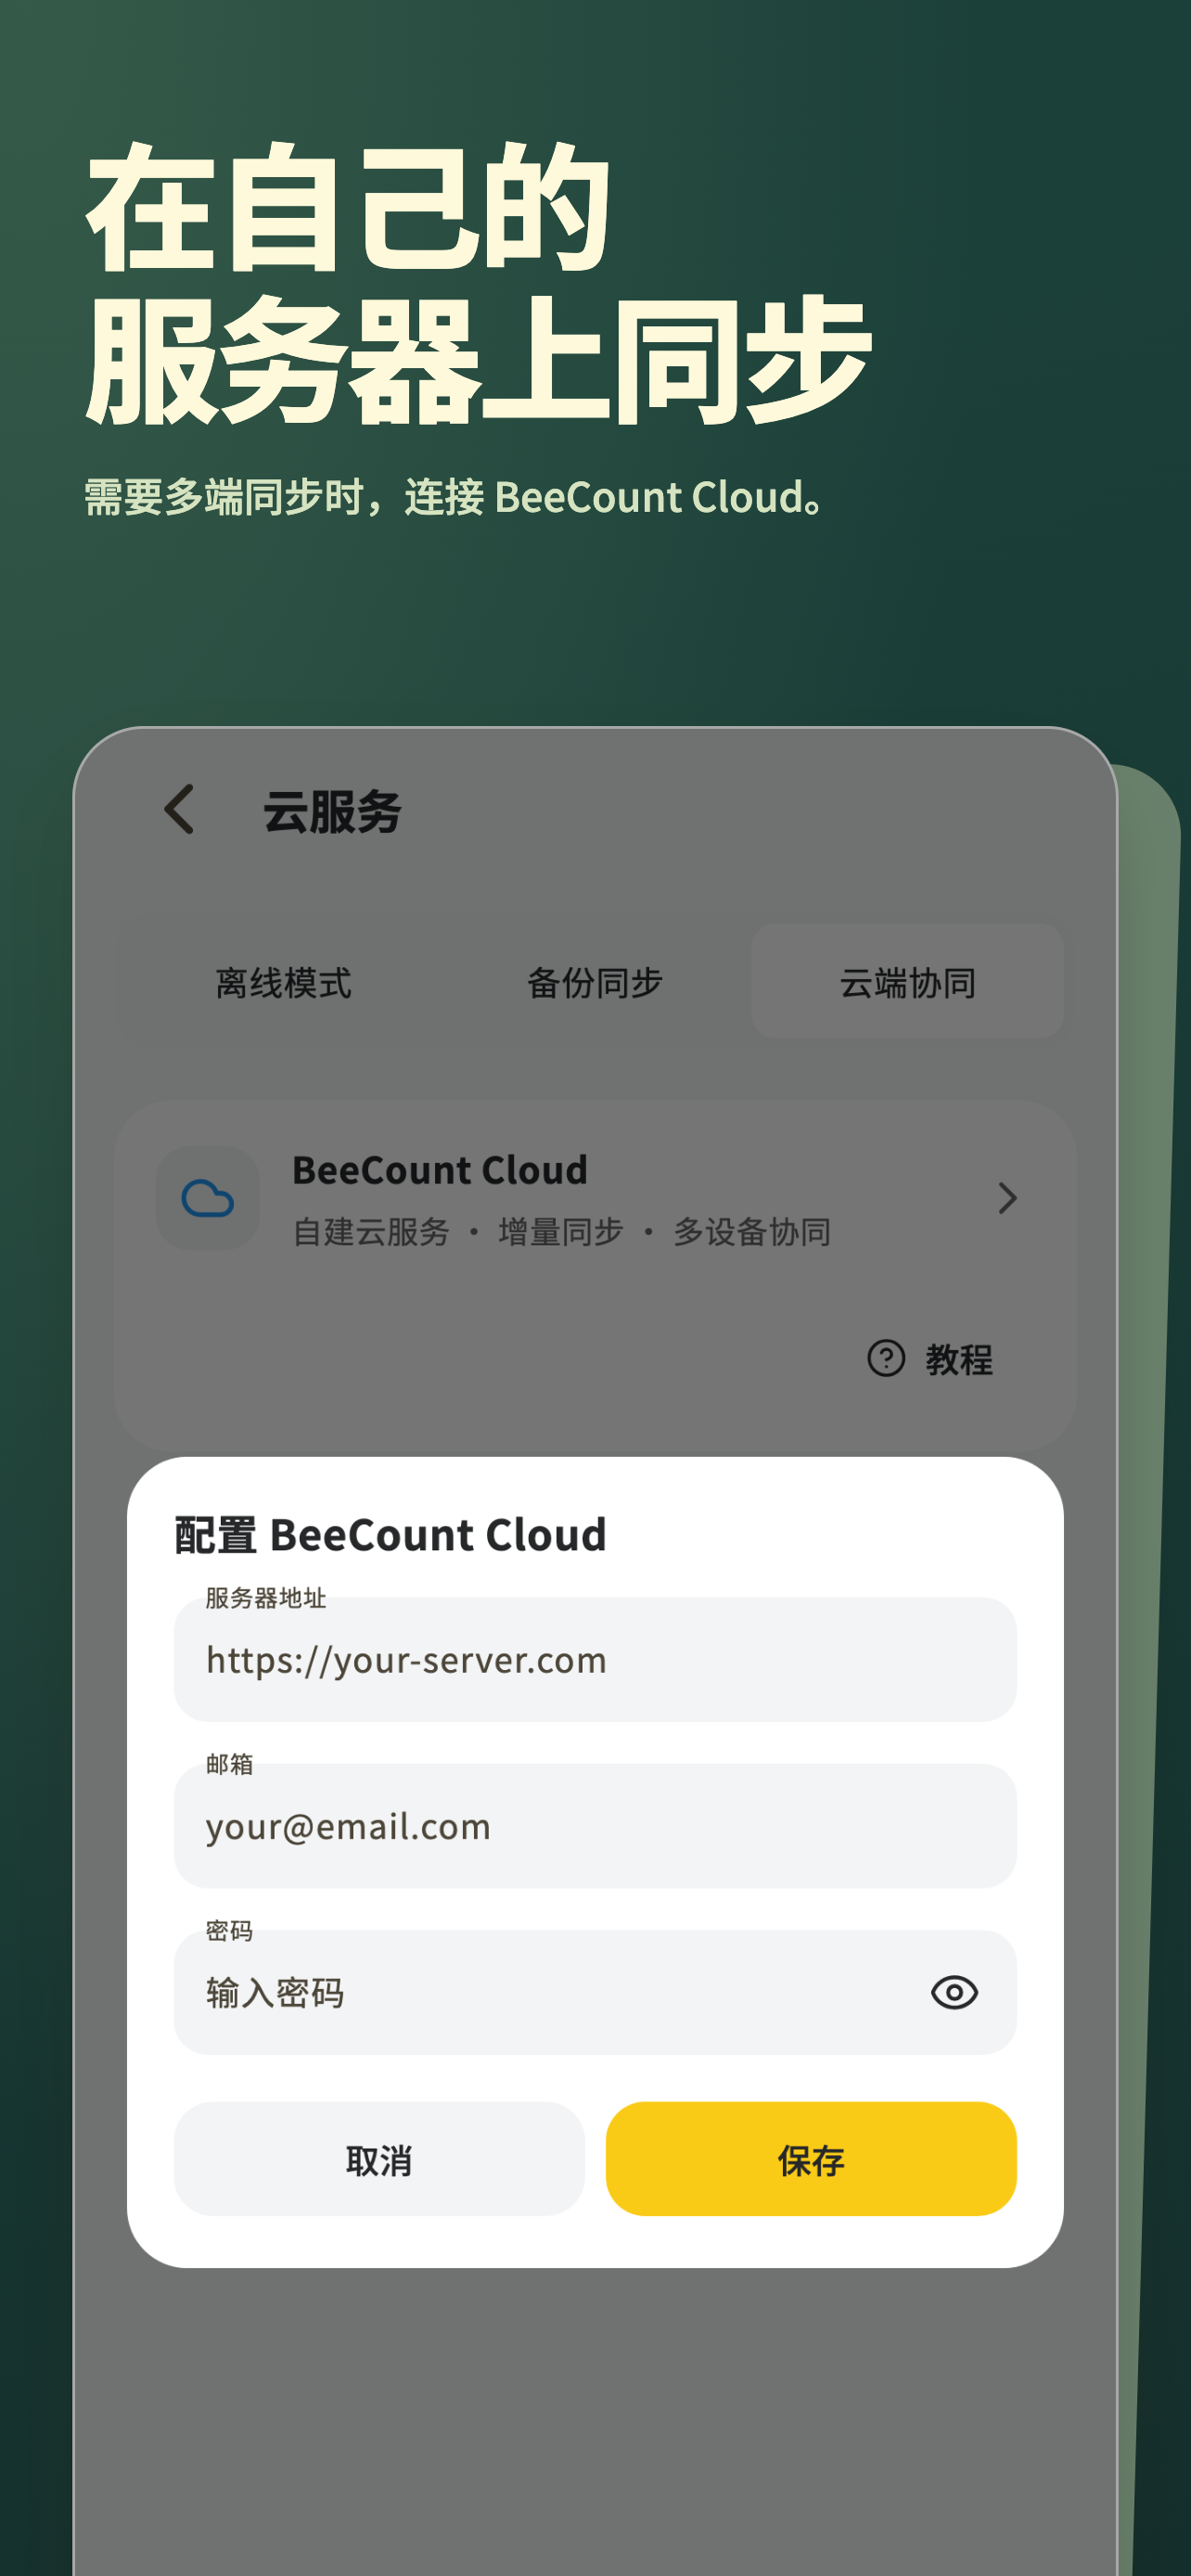 在自己的
服务器上同步
需要多端同步时，连接 BeeCount Cloud。
云服务
离线模式
备份同步
云端协同
BeeCount Cloud
自建云服务 • 增量同步 • 多设备协同
教程
配置 BeeCount Cloud
服务器地址
https://your-server.com
邮箱
your@email.com
密码
输入密码
取消
保存